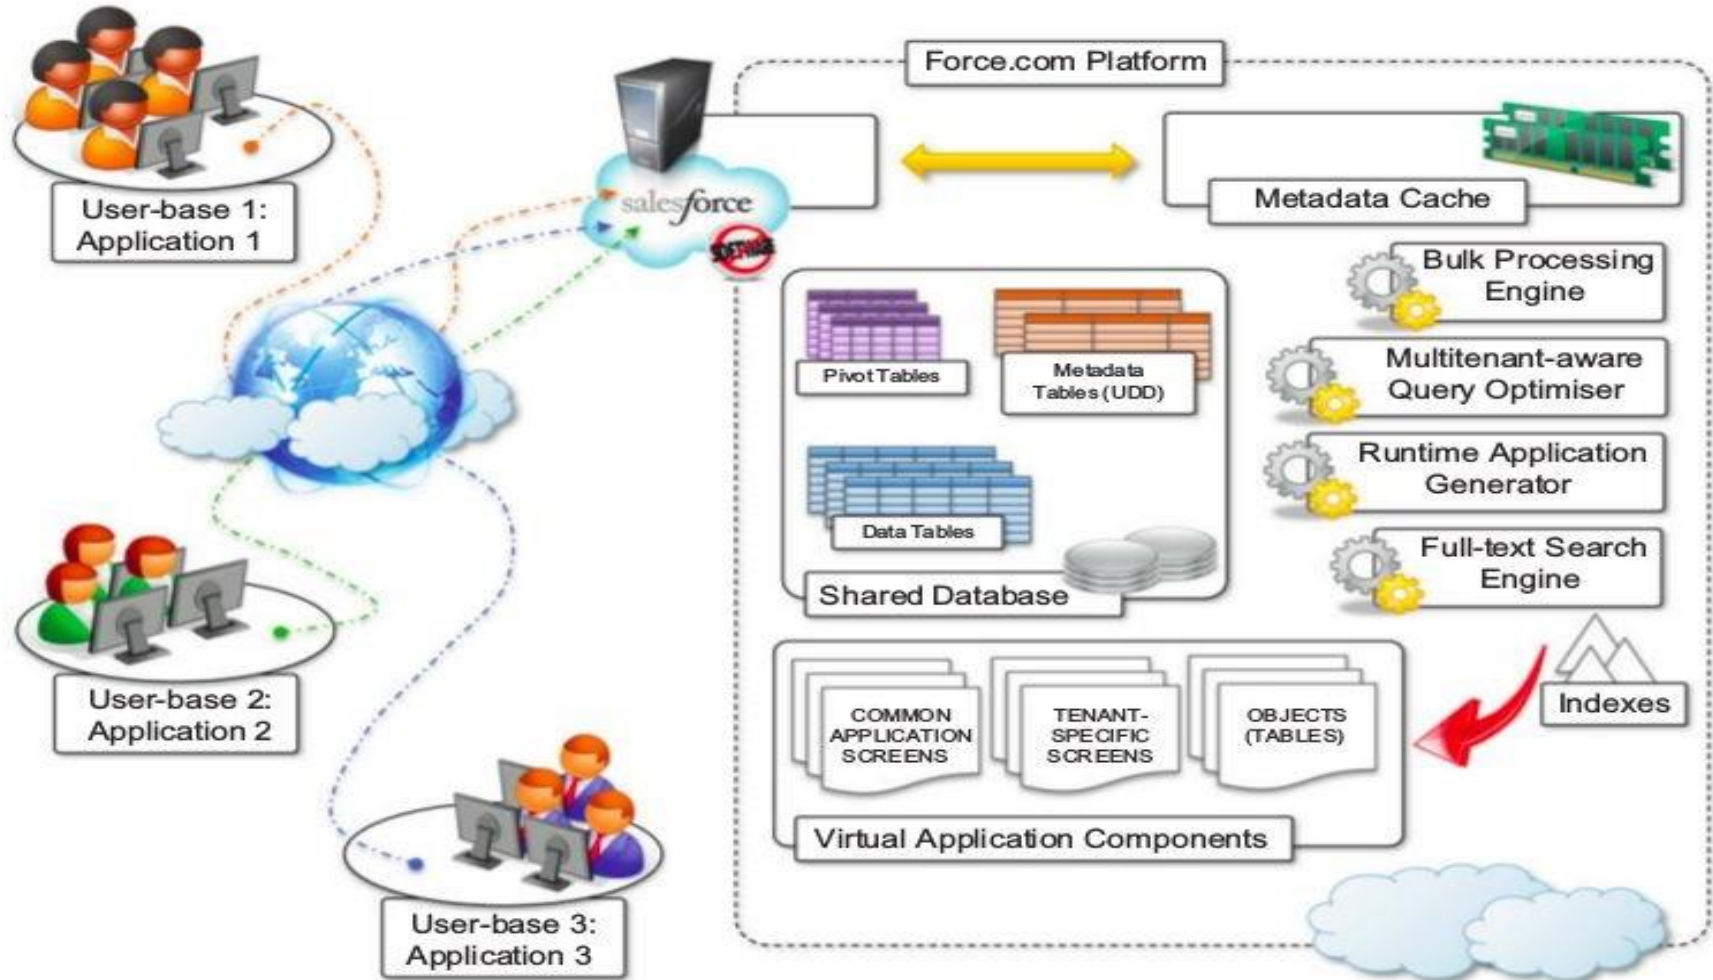 Force.com Platform
User-base 1:
Application 1
salesforce
SOFTWARE
Metadata Cache
Bulk Processing
Engine
Multitenant-aware
Query Optimiser
Runtime Application
Generator
Full-text Search
Engine
Indexes
Pivot Tables
Metadata
Tables (UDD)
Data Tables
Shared Database
COMMON
APPLICATION
SCREENS
TENANT-
SPECIFIC
SCREENS
OBJECTS
(TABLES)
Virtual Application Components
User-base 2:
Application 2
User-base 3:
Application 3